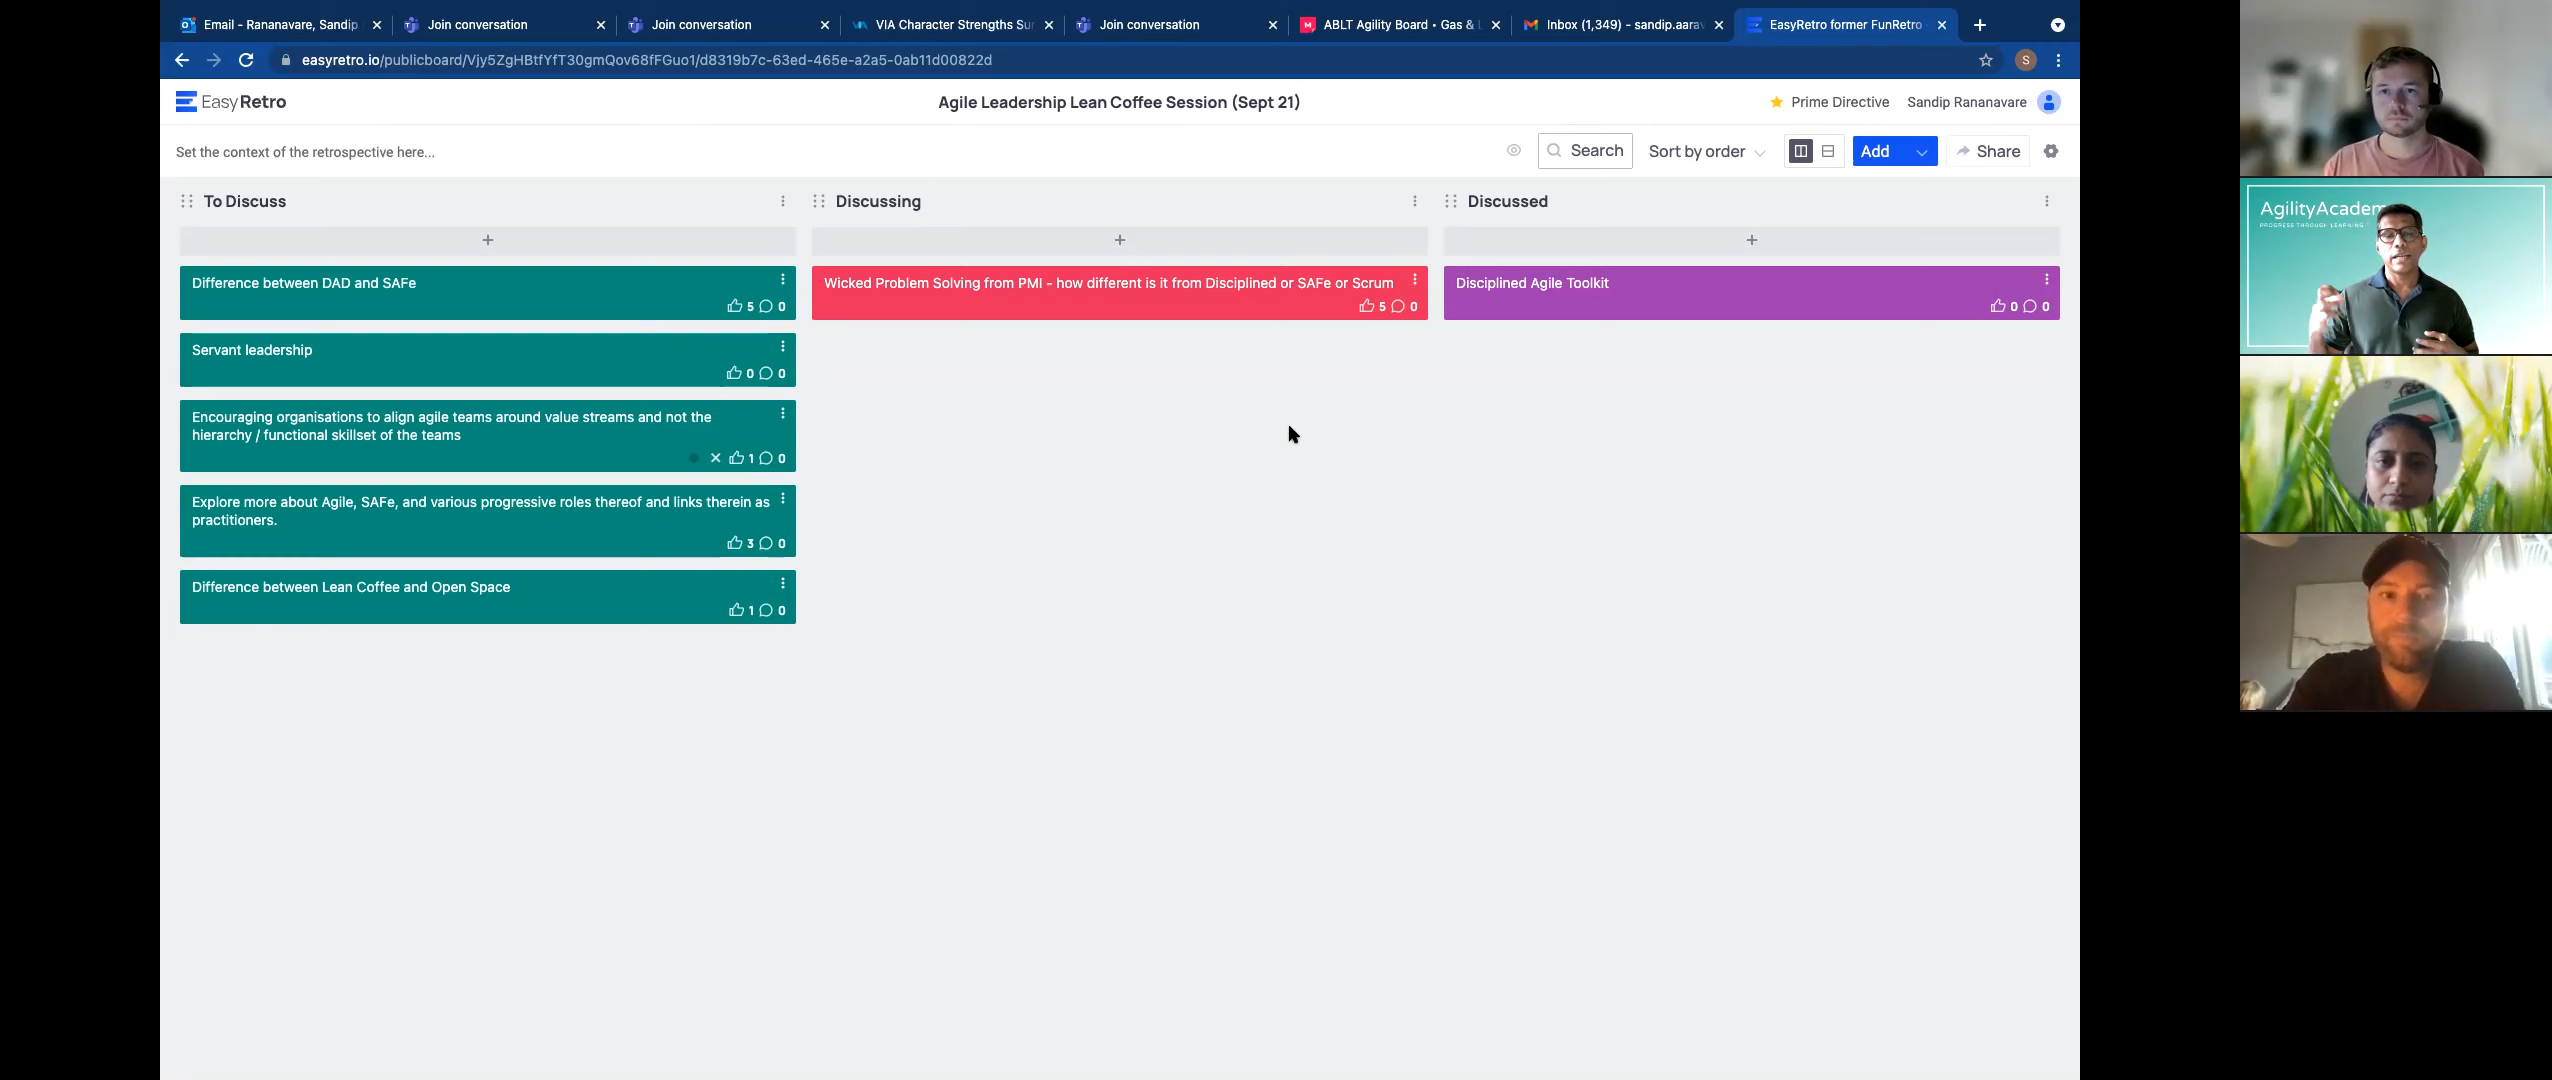 Email - Rananavare, Sandip
Join conversation
Join conversation
VIA Character Strengths Su
Join conversation
ABLT Agility Board • Gas &
Inbox (1,349) - sandip.aarav
EasyRetro former FunRetro
easyretro.io/publicboard/Vjy5ZgHBtfYfT30gmQov68fFGuo1/d8319b7c-63ed-465e-a2a5-0ab11d00822d
S
EasyRetro
Agile Leadership Lean Coffee Session (Sept 21)
Prime Directive
Sandip Rananavare
Set the context of the retrospective here...
Search
Sort by order
Add
Share
To Discuss
Difference between DAD and SAFe
5 0
Servant leadership
0 0
Encouraging organisations to align agile teams around value streams and not the
hierarchy / functional skillset of the teams
1 0
Explore more about Agile, SAFe, and various progressive roles thereof and links therein as
practitioners.
3 0
Difference between Lean Coffee and Open Space
1 0
Discussing
Wicked Problem Solving from PMI - how different is it from Disciplined or SAFe or Scrum
5 0
Discussed
Disciplined Agile Toolkit
0 0
AgilityAcadem
PROGRESS THROUGH LEARNING